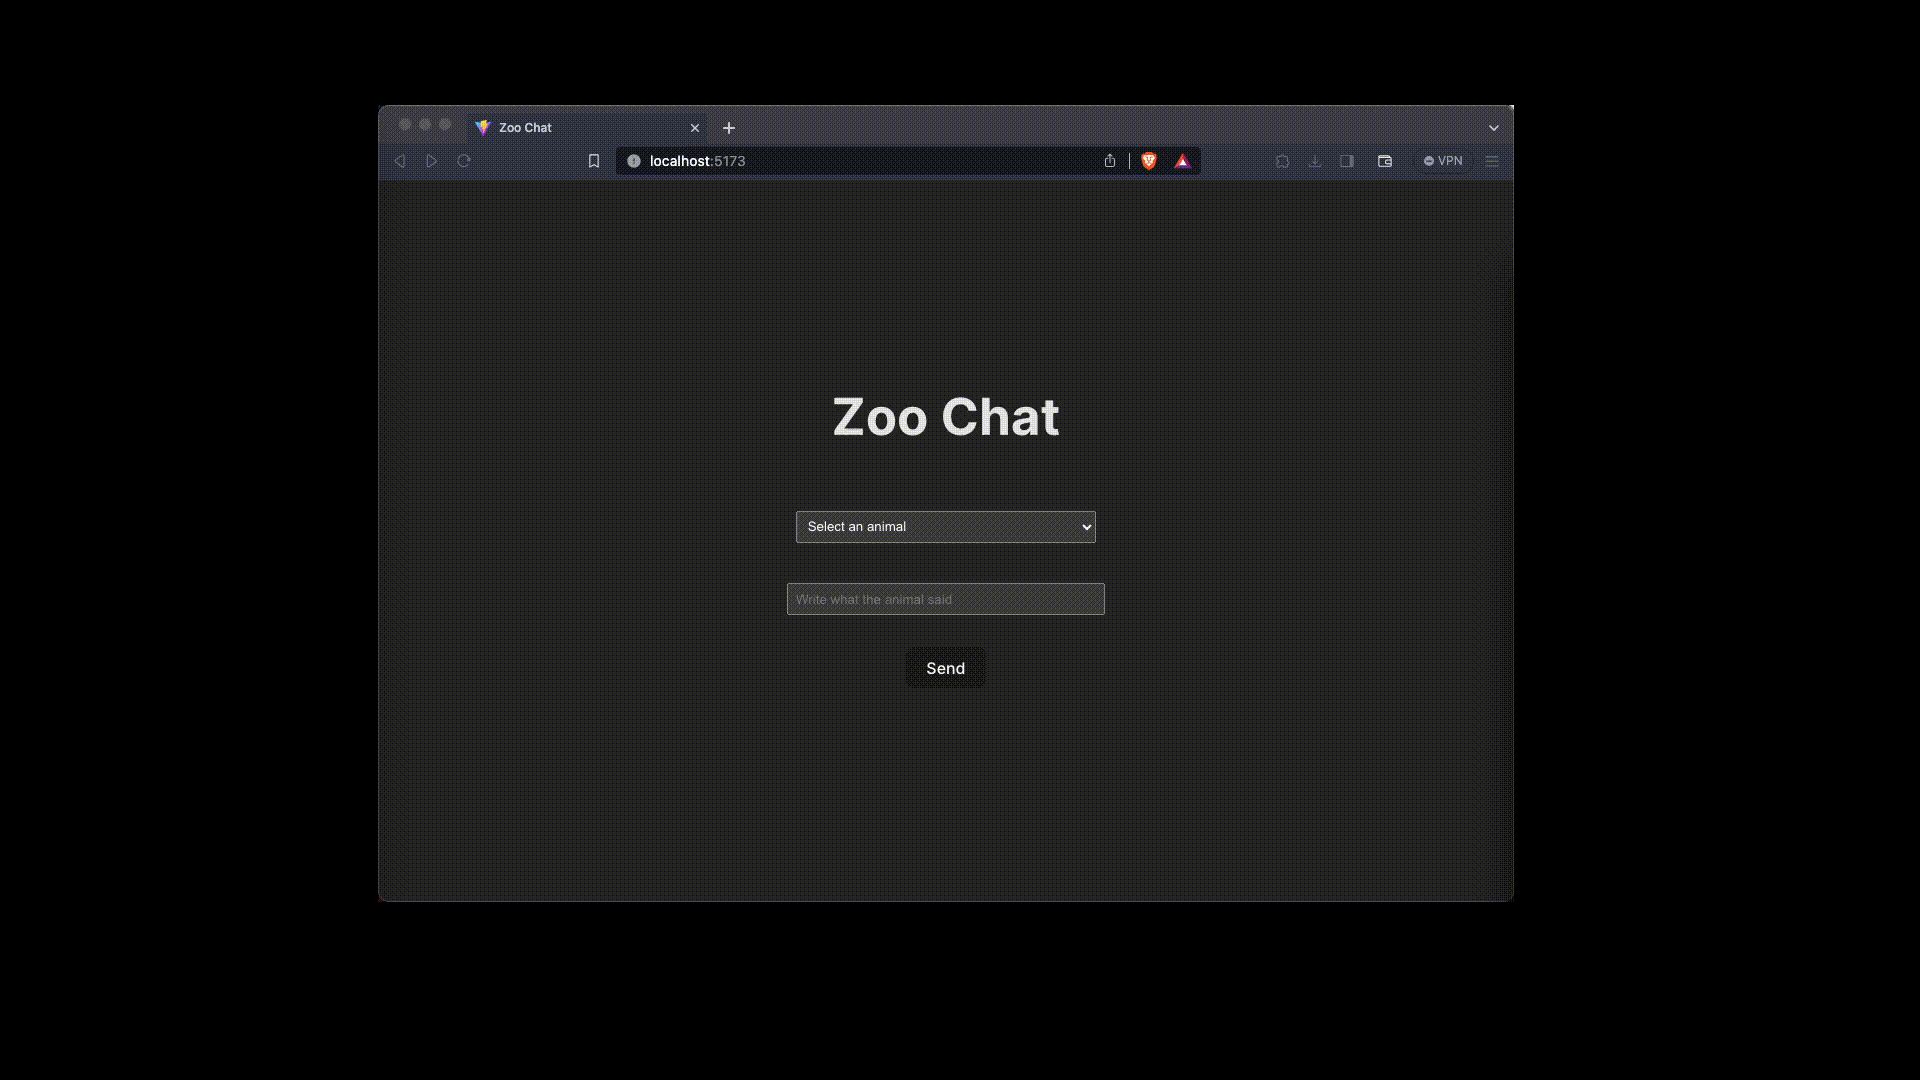 Zoo Chat
localhost:5173
VPN
Zoo Chat
Select an animal
Write what the animal said
Send